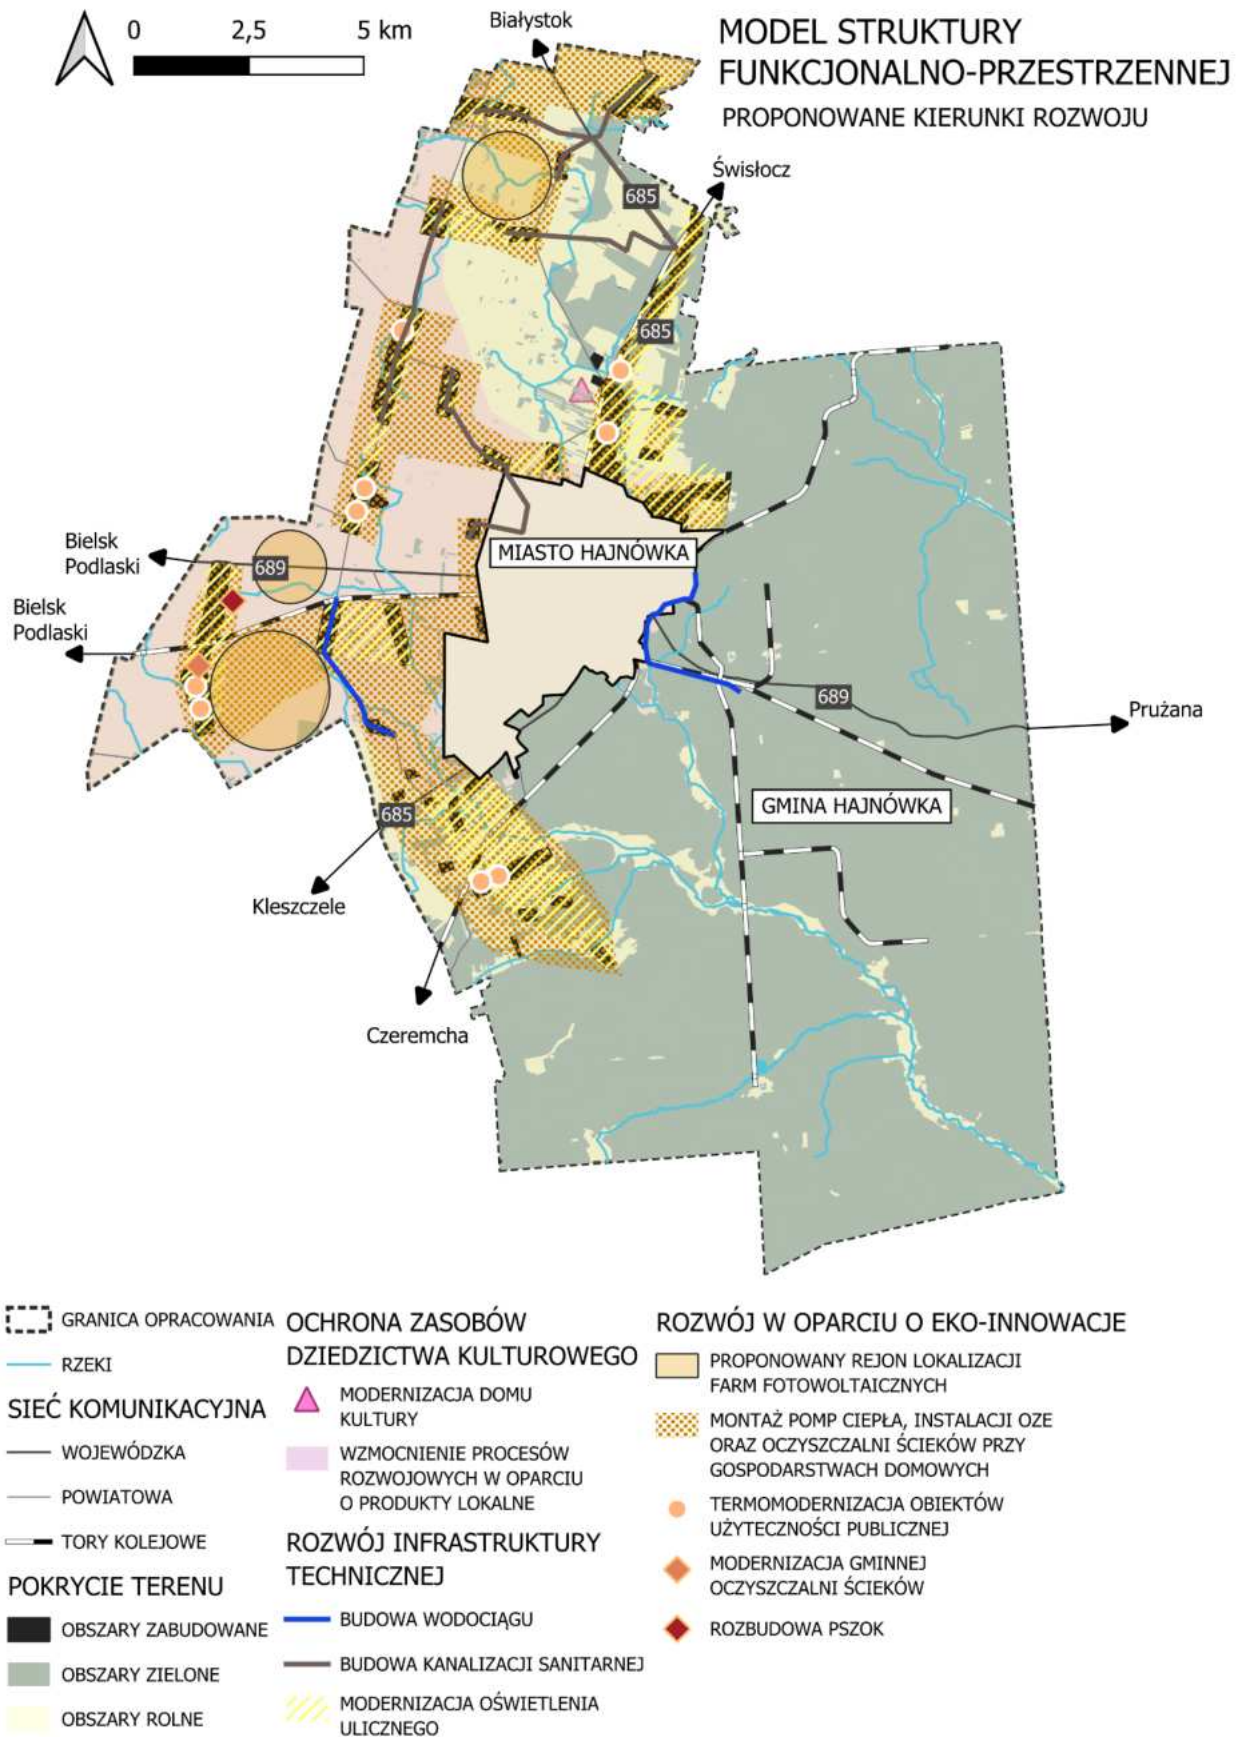 0 2,5 5 km
Białystok
MODEL STRUKTURY
FUNKCJONALNO-PRZESTRZENNEJ
PROPONOWANE KIERUNKI ROZWOJU
Świsłocz
685
685
Bielsk
Podlaski
689
MIASTO HAJNÓWKA
Bielsk
Podlaski
689
Prużana
GMINA HAJNÓWKA
685
Kleszczele
Czeremcha
GRANICA OPRACOWANIA
RZEKI
SIEĆ KOMUNIKACYJNA
WOJEWÓDZKA
POWIATOWA
TORY KOLEJOWE
POKRYCIE TERENU
OBSZARY ZABUDOWANE
OBSZARY ZIELONE
OBSZARY ROLNE
OCHRONA ZASOBÓW
DZIEDZICTWA KULTUROWEGO
MODERNIZACJA DOMU
KULTURY
WZMOCNIENIE PROCESÓW
ROZWOJOWYCH W OPARCIU
O PRODUKTY LOKALNE
ROZWÓJ INFRASTRUKTURY
TECHNICZNEJ
BUDOWA WODOCIĄGU
BUDOWA KANALIZACJI SANITARNEJ
MODERNIZACJA OŚWIETLENIA
ULICZNEGO
ROZWÓJ W OPARCIU O EKO-INNOWACJE
PROPONOWANY REJON LOKALIZACJI
FARM FOTOWOLTAICZNYCH
MONTAŻ POMP CIEPŁA, INSTALACJI OZE
ORAZ OCZYSZCZALNI ŚCIEKÓW PRZY
GOSPODARSTWACH DOMOWYCH
TERMOMODERNIZACJA OBIEKTÓW
UŻYTECZNOŚCI PUBLICZNEJ
MODERNIZACJA GMINNEJ
OCZYSZCZALNI ŚCIEKÓW
ROZBUDOWA PSZOK